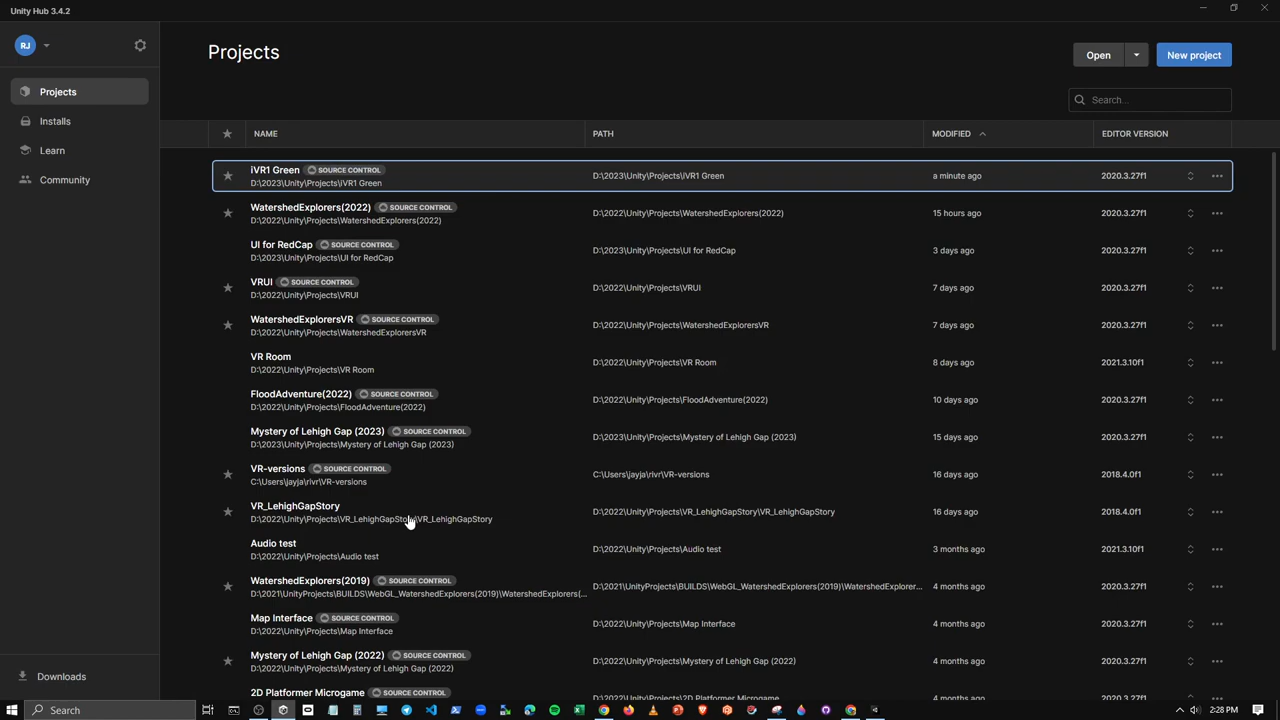 Unity Hub 3.4.2
RJ
Projects
Installs
Learn
Community
Downloads
Projects
Open
New project
Search...
NAME PATH MODIFIED EDITOR VERSION
iVR1 Green SOURCE CONTROL
D:\2023\Unity\Projects\iVR1 Green D:\2023\Unity\Projects\iVR1 Green a minute ago 2020.3.27f1
WatershedExplorers(2022) SOURCE CONTROL
D:\2022\Unity\Projects\WatershedExplorers(2022) D:\2022\Unity\Projects\WatershedExplorers(2022) 15 hours ago 2020.3.27f1
UI for RedCap SOURCE CONTROL
D:\2023\Unity\Projects\UI for RedCap D:\2023\Unity\Projects\UI for RedCap 3 days ago 2020.3.27f1
VRUI SOURCE CONTROL
D:\2022\Unity\Projects\VRUI D:\2022\Unity\Projects\VRUI 7 days ago 2020.3.27f1
WatershedExplorersVR SOURCE CONTROL
D:\2022\Unity\Projects\WatershedExplorersVR D:\2022\Unity\Projects\WatershedExplorersVR 7 days ago 2020.3.27f1
VR Room
D:\2022\Unity\Projects\VR Room D:\2022\Unity\Projects\VR Room 8 days ago 2021.3.10f1
FloodAdventure(2022) SOURCE CONTROL
D:\2022\Unity\Projects\FloodAdventure(2022) D:\2022\Unity\Projects\FloodAdventure(2022) 10 days ago 2020.3.27f1
Mystery of Lehigh Gap (2023) SOURCE CONTROL
D:\2023\Unity\Projects\Mystery of Lehigh Gap (2023) D:\2023\Unity\Projects\Mystery of Lehigh Gap (2023) 15 days ago 2020.3.27f1
VR-versions SOURCE CONTROL
C:\Users\jayja\rivr\VR-versions C:\Users\jayja\rivr\VR-versions 16 days ago 2018.4.0f1
VR_LehighGapStory
D:\2022\Unity\Projects\VR_LehighGapStory\VR_LehighGapStory D:\2022\Unity\Projects\VR_LehighGapStory\VR_LehighGapStory 16 days ago 2018.4.0f1
Audio test
D:\2022\Unity\Projects\Audio test D:\2022\Unity\Projects\Audio test 3 months ago 2021.3.10f1
WatershedExplorers(2019) SOURCE CONTROL
D:\2021\UnityProjects\BUILDS\WebGL_WatershedExplorers(2019)\WatershedExplorers(... D:\2021\UnityProjects\BUILDS\WebGL_WatershedExplorers(2019)\WatershedExplorer... 4 months ago 2020.3.27f1
Map Interface SOURCE CONTROL
D:\2022\Unity\Projects\Map Interface D:\2022\Unity\Projects\Map Interface 4 months ago 2020.3.27f1
Mystery of Lehigh Gap (2022) SOURCE CONTROL
D:\2022\Unity\Projects\Mystery of Lehigh Gap (2022) D:\2022\Unity\Projects\Mystery of Lehigh Gap (2022) 4 months ago 2020.3.27f1
2D Platformer Microgame SOURCE CONTROL
D:\2022\Unity\Projects\2D Platformer Microgame 4 months ago 2020.3.27f1
Search
2:28 PM